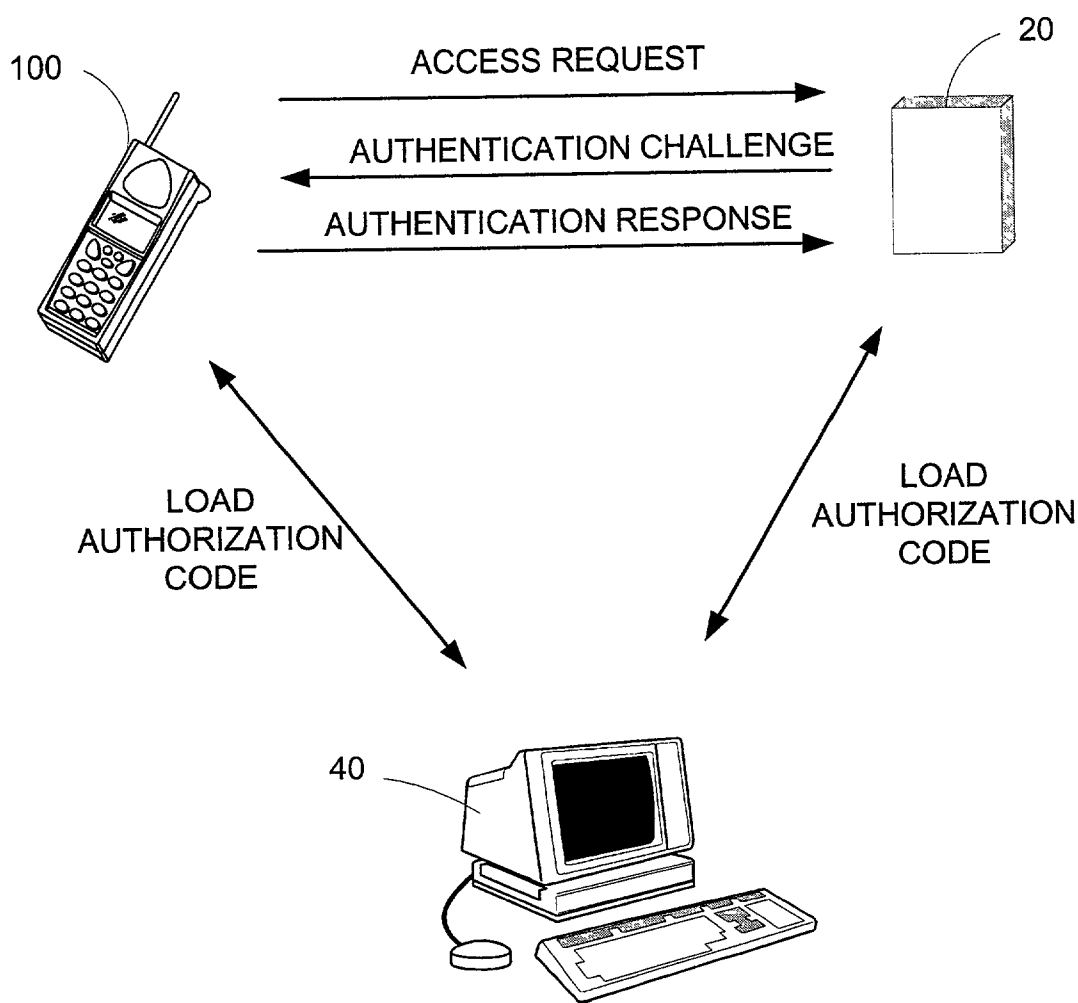 20
100
ACCESS REQUEST
AUTHENTICATION CHALLENGE
AUTHENTICATION RESPONSE
LOAD
AUTHORIZATION
CODE
LOAD
AUTHORIZATION
CODE
40